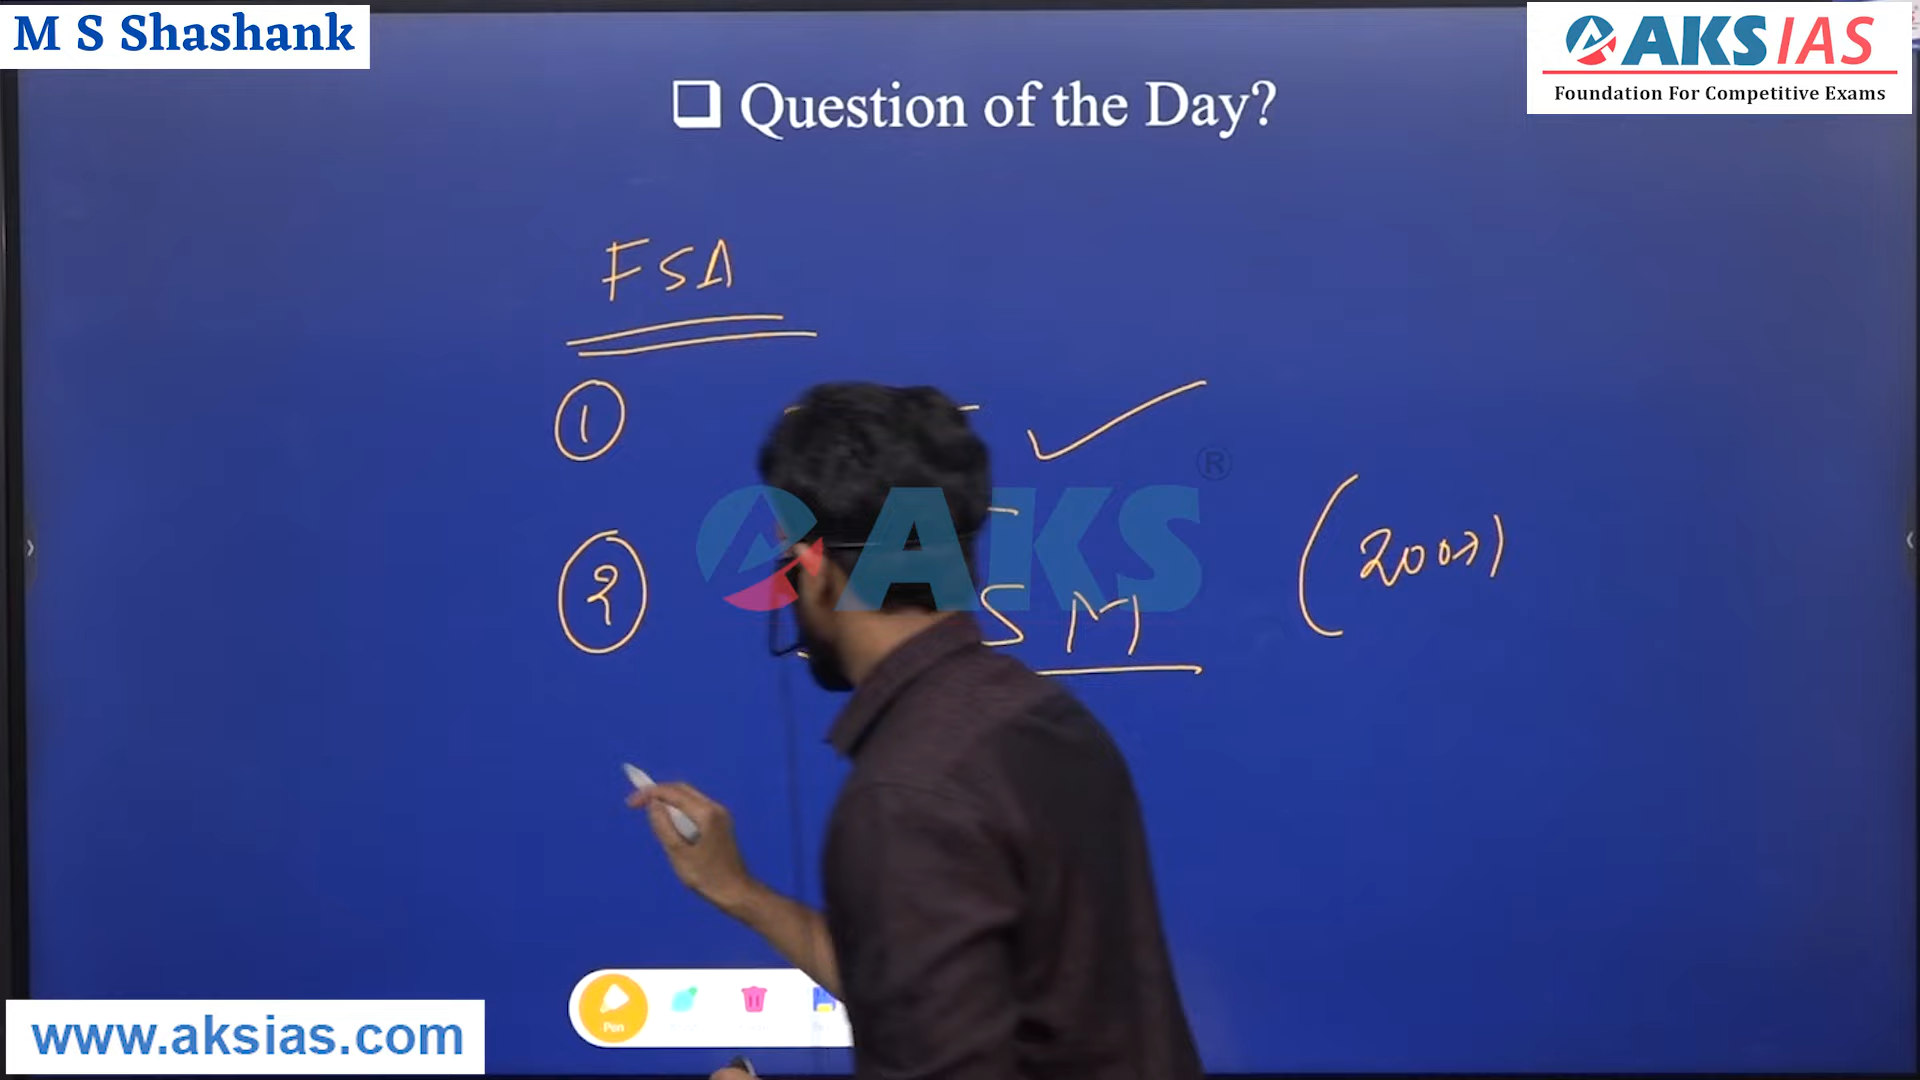 M S Shashank
AKS IAS
Foundation For Competitive Exams
Question of the Day?
FSA
1
®
AKS
2
S M
(2007)
Pen
www.aksias.com